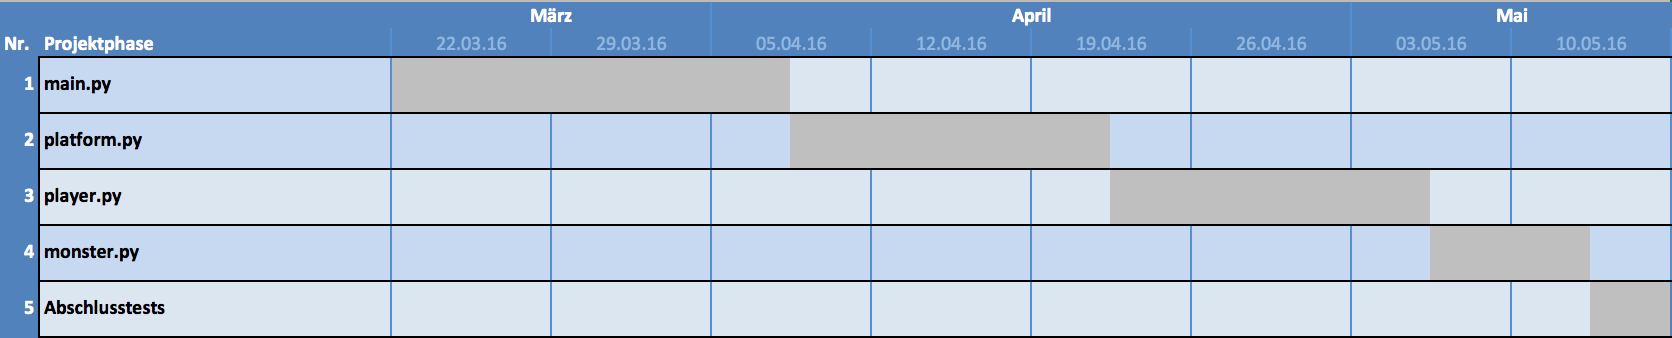 März April Mai
Nr. Projektphase 22.03.16 29.03.16 05.04.16 12.04.16 19.04.16 26.04.16 03.05.16 10.05.16
1 main.py
2 platform.py
3 player.py
4 monster.py
5 Abschlusstests